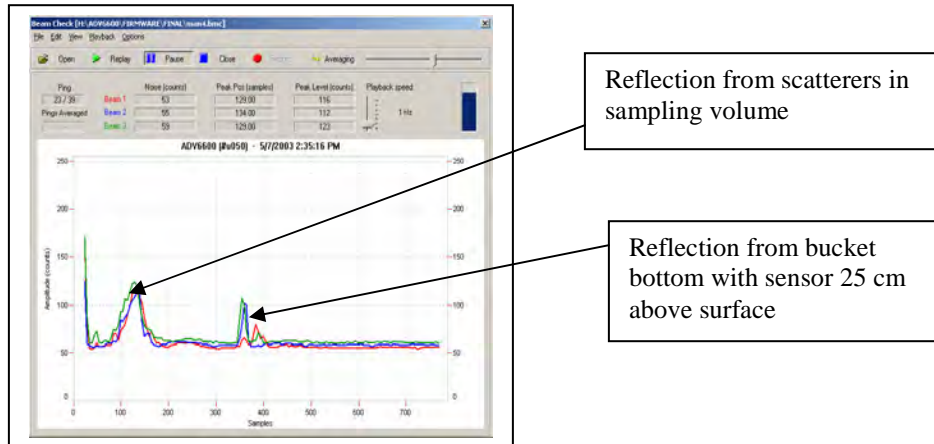 Beam Check [H:\ADV6600\FIRMWARE\FINAL\man4.bmc]
File Edit View Playback Options
Open Replay Pause Close Averaging
Ping Noise (counts) Peak Pos (samples) Peak Level (counts) Playback speed
23 / 39 Beam 1 53 129.00 116
Pings Averaged Beam 2 55 134.00 112 1 Hz
Beam 3 59 129.00 123
ADV6600 (#u050) - 5/7/2003 2:35:16 PM
250 250
200 200
150 150
100 100
50 50
0 0
Amplitude (counts)
0 100 200 300 400 500 600 700
Samples
Reflection from scatterers in
sampling volume
Reflection from bucket
bottom with sensor 25 cm
above surface